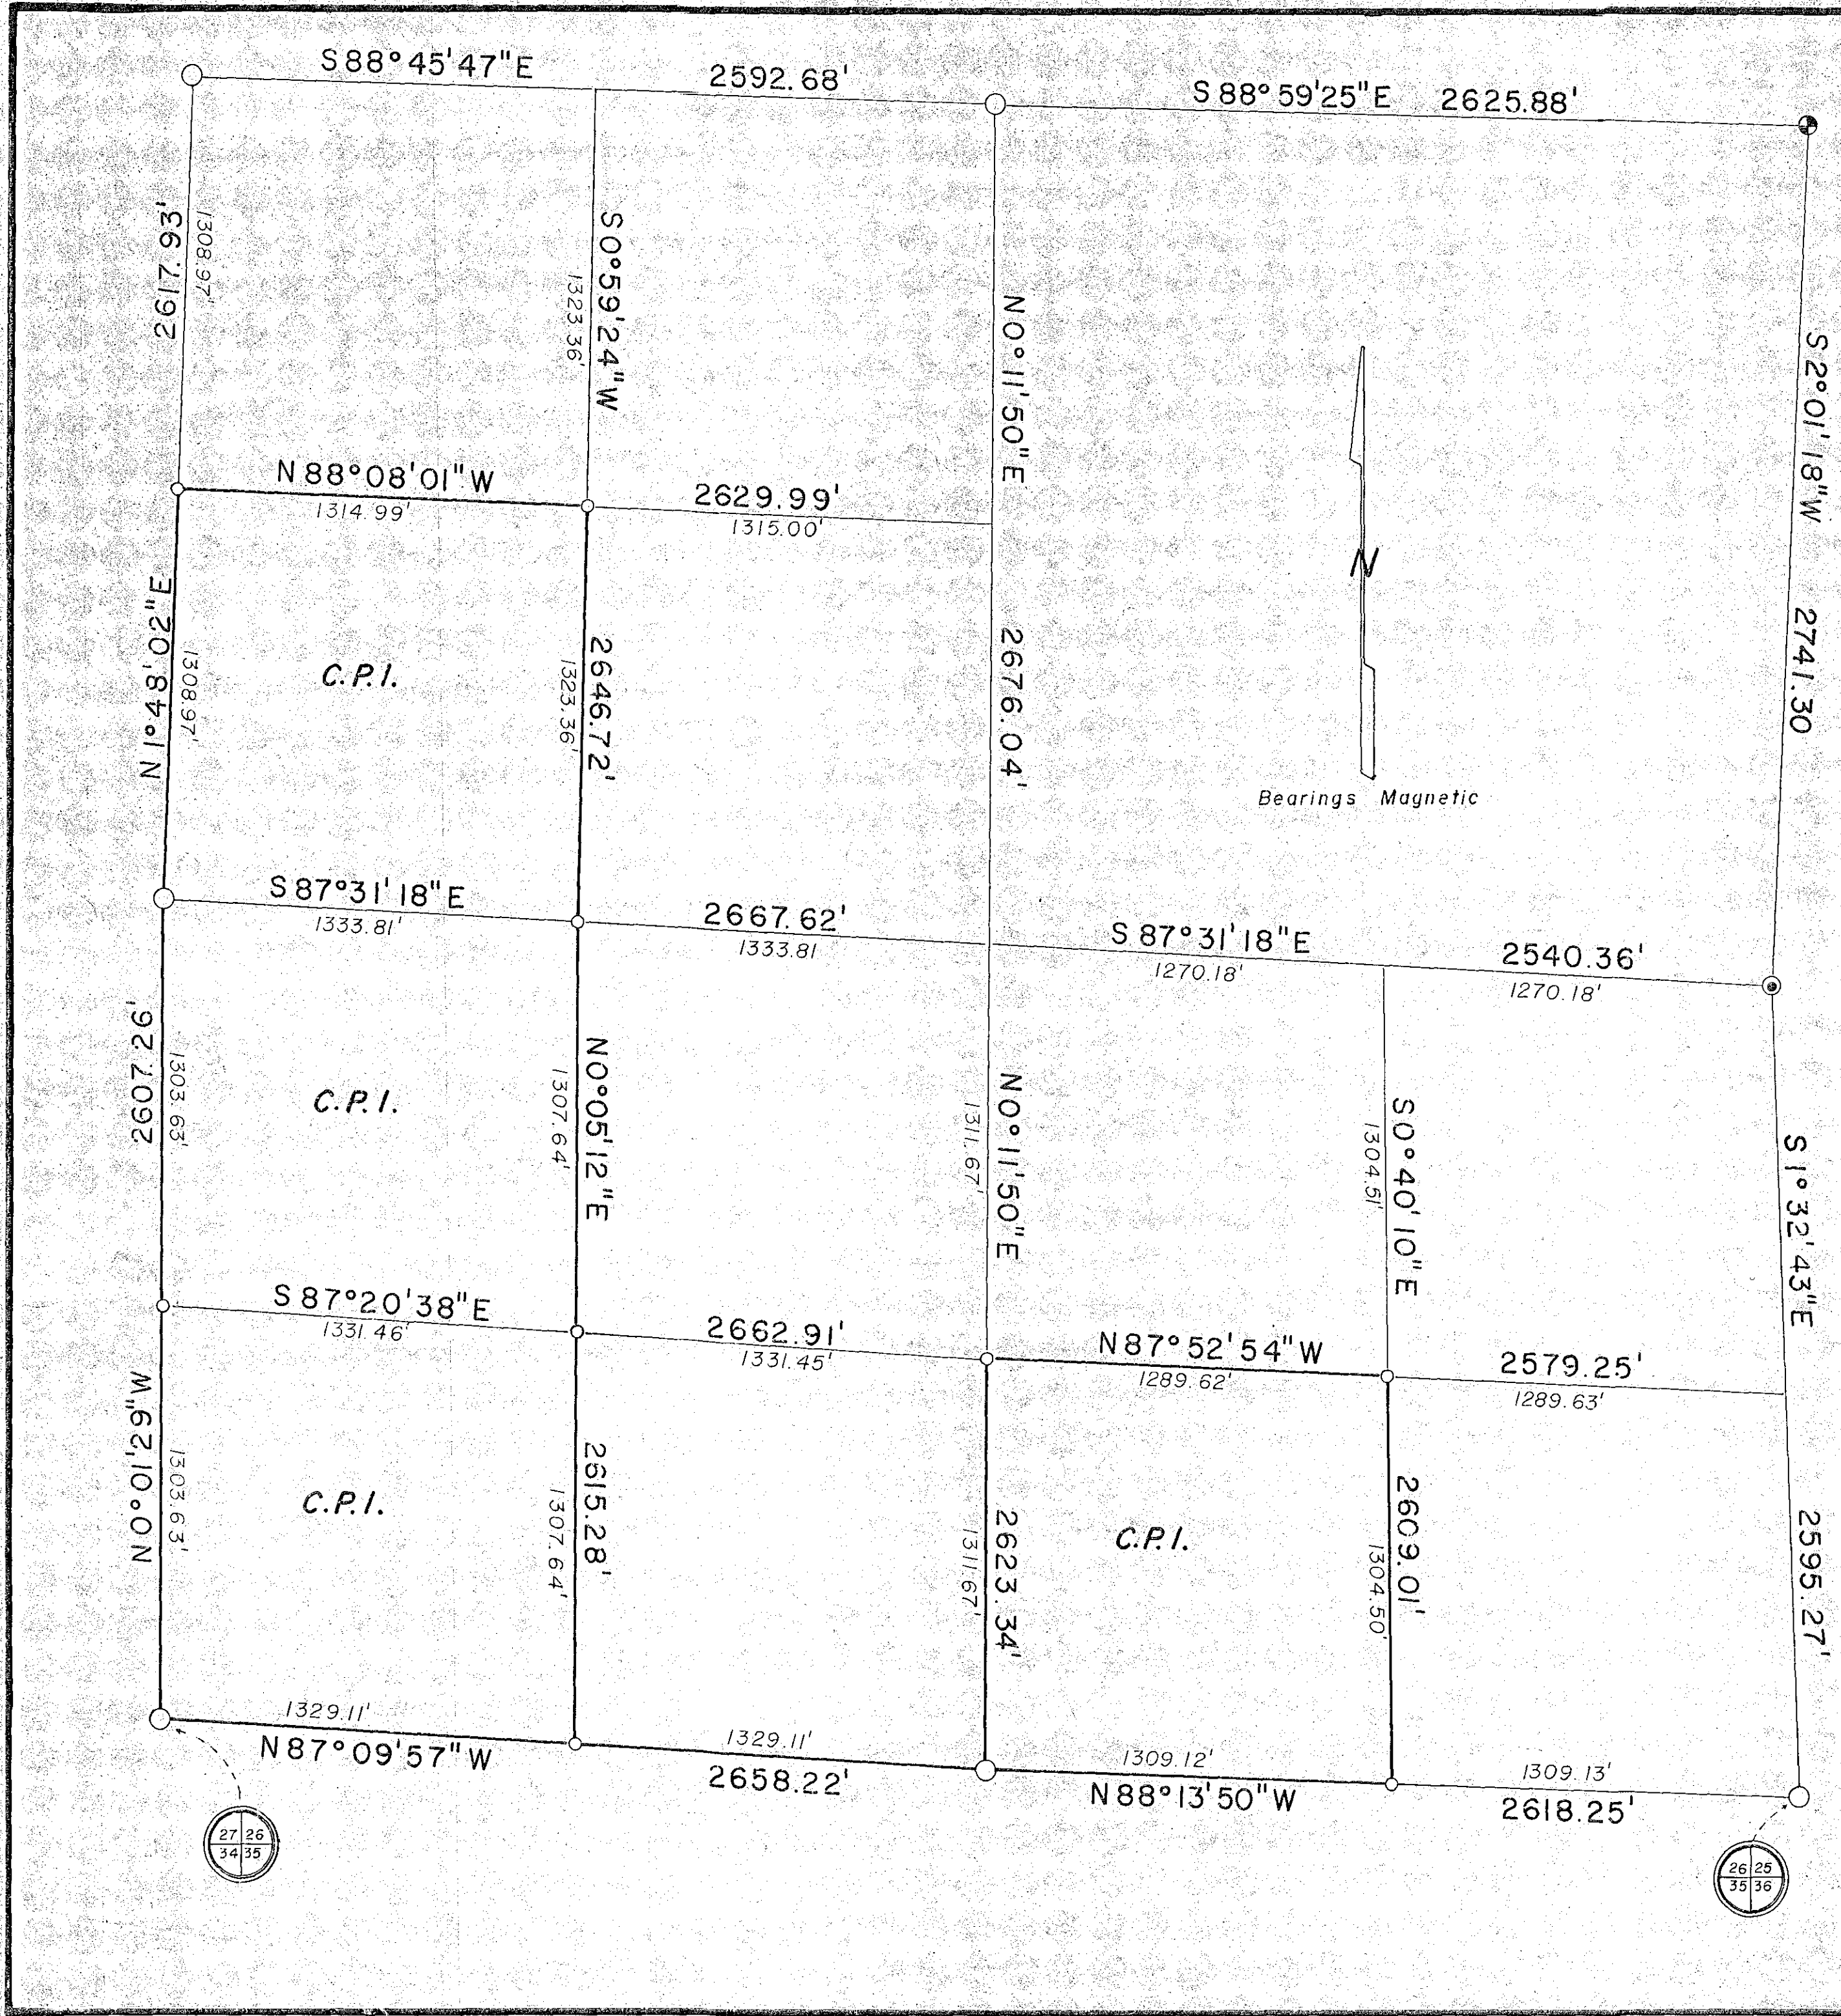 S 88° 45' 47" E
2592.68'
S 88° 59' 25" E 2625.88'
2617.93'
1308.97'
S 0° 59' 24" W
1323.36'
N 0° 11' 50" E
S 2° 01' 18" W
N 88° 08' 01" W
1314.99'
2629.99'
1315.00'
N
N 1° 48' 02" E
1308.97'
C.P.I.
2646.72'
1323.36'
2676.04'
2741.30
Bearings Magnetic
S 87° 31' 18" E
1333.81'
2667.62'
1333.81
S 87° 31' 18" E
1270.18'
2540.36'
1270.18'
2607.26'
1303.63'
C.P.I.
N 0° 05' 12" E
1307.64'
N 0° 11' 50" E
1311.67'
S 0° 40' 10" E
1304.51'
S 1° 32' 43" E
S 87° 20' 38" E
1331.46'
2662.91'
1331.45'
N 87° 52' 54" W
1289.62'
2579.25'
1289.63'
1303.63'
C.P.I.
2615.28'
1307.64'
2623.34'
1311.67'
C.P.I.
2609.01'
1304.50'
2595.27'
1329.11'
N 87° 09' 57" W
1329.11'
2658.22'
1309.12'
N 88° 13' 50" W
1309.13'
2618.25'
27 26
34 35
26 25
35 36